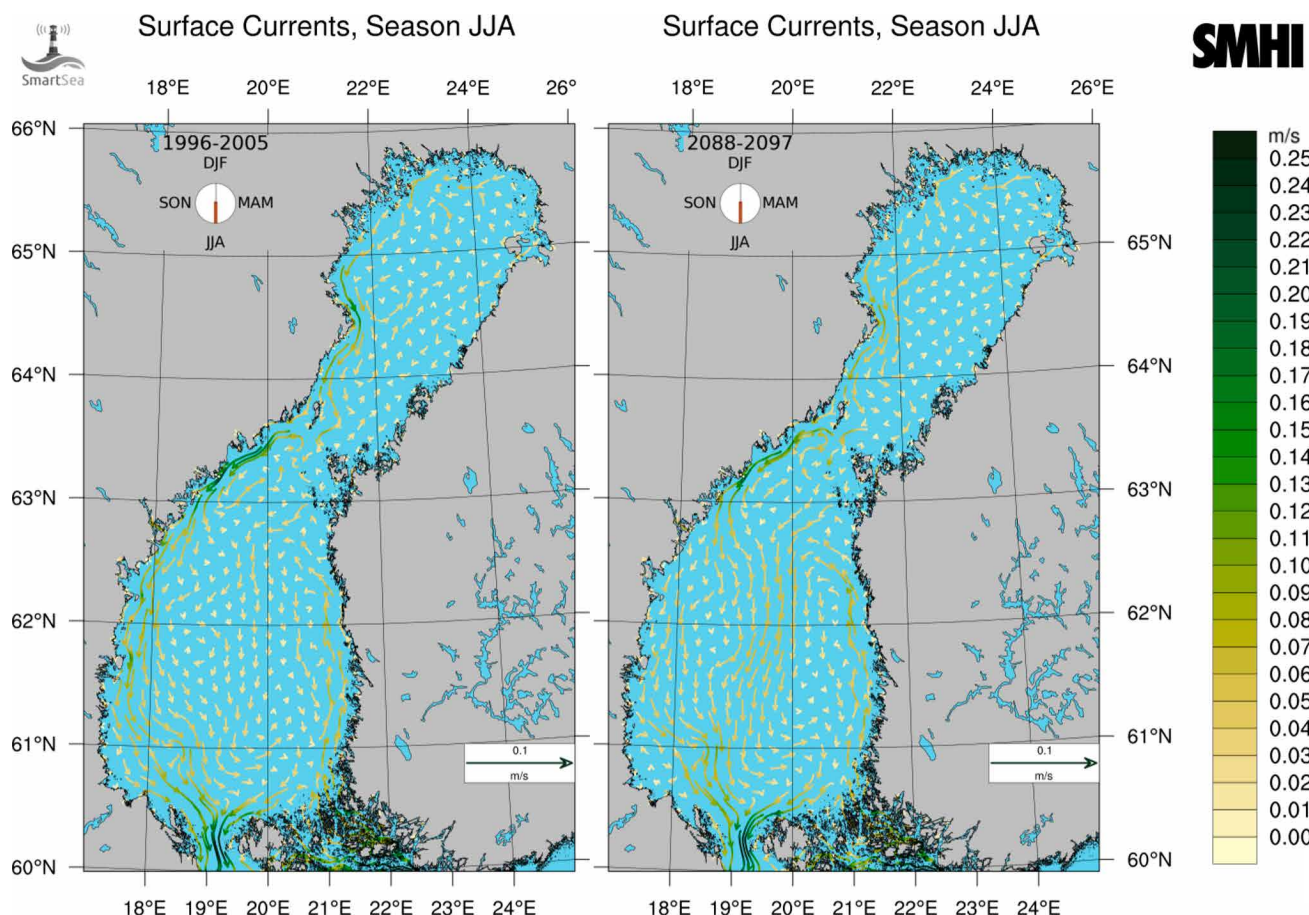 Surface Currents, Season JJA
Surface Currents, Season JJA
SmartSea
SMHI
18°E 20°E 22°E 24°E 26°E
18°E 20°E 22°E 24°E 26°E
66°N
65°N
64°N
63°N
62°N
61°N
60°N
1996-2005
DJF
SON MAM
JJA
0.1
m/s
18°E 19°E 20°E 21°E 22°E 23°E 24°E
2088-2097
DJF
SON MAM
JJA
0.1
m/s
18°E 19°E 20°E 21°E 22°E 23°E 24°E
65°N
64°N
63°N
62°N
61°N
60°N
m/s
0.25
0.24
0.23
0.22
0.21
0.20
0.19
0.18
0.17
0.16
0.15
0.14
0.13
0.12
0.11
0.10
0.09
0.08
0.07
0.06
0.05
0.04
0.03
0.02
0.01
0.00